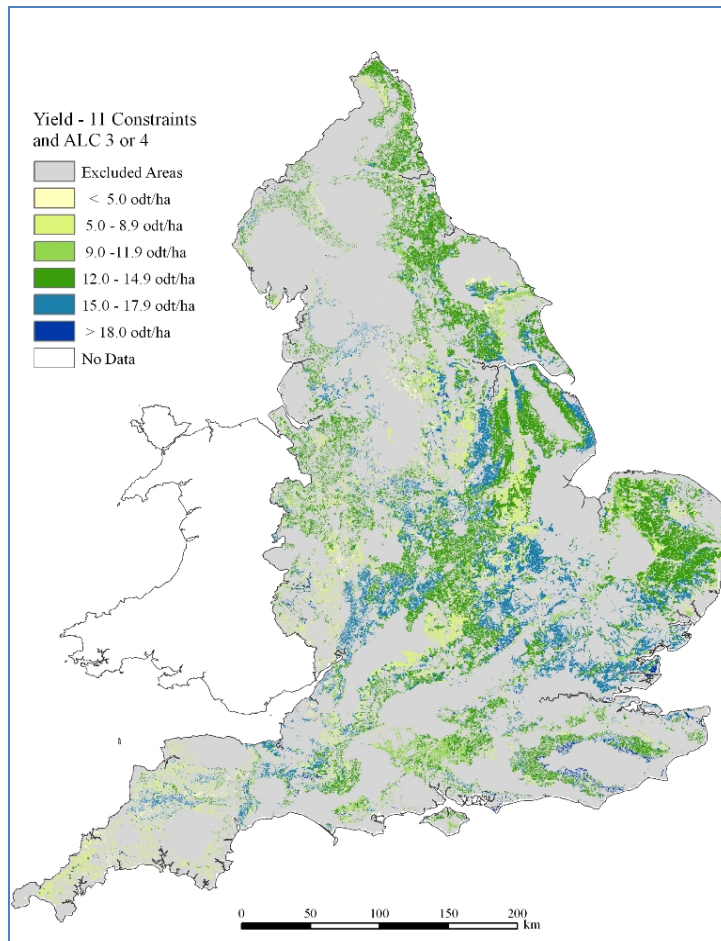 Yield - 11 Constraints
and ALC 3 or 4
Excluded Areas
< 5.0 odt/ha
5.0 - 8.9 odt/ha
9.0 -11.9 odt/ha
12.0 - 14.9 odt/ha
15.0 - 17.9 odt/ha
> 18.0 odt/ha
No Data
0 50 100 150 200
km